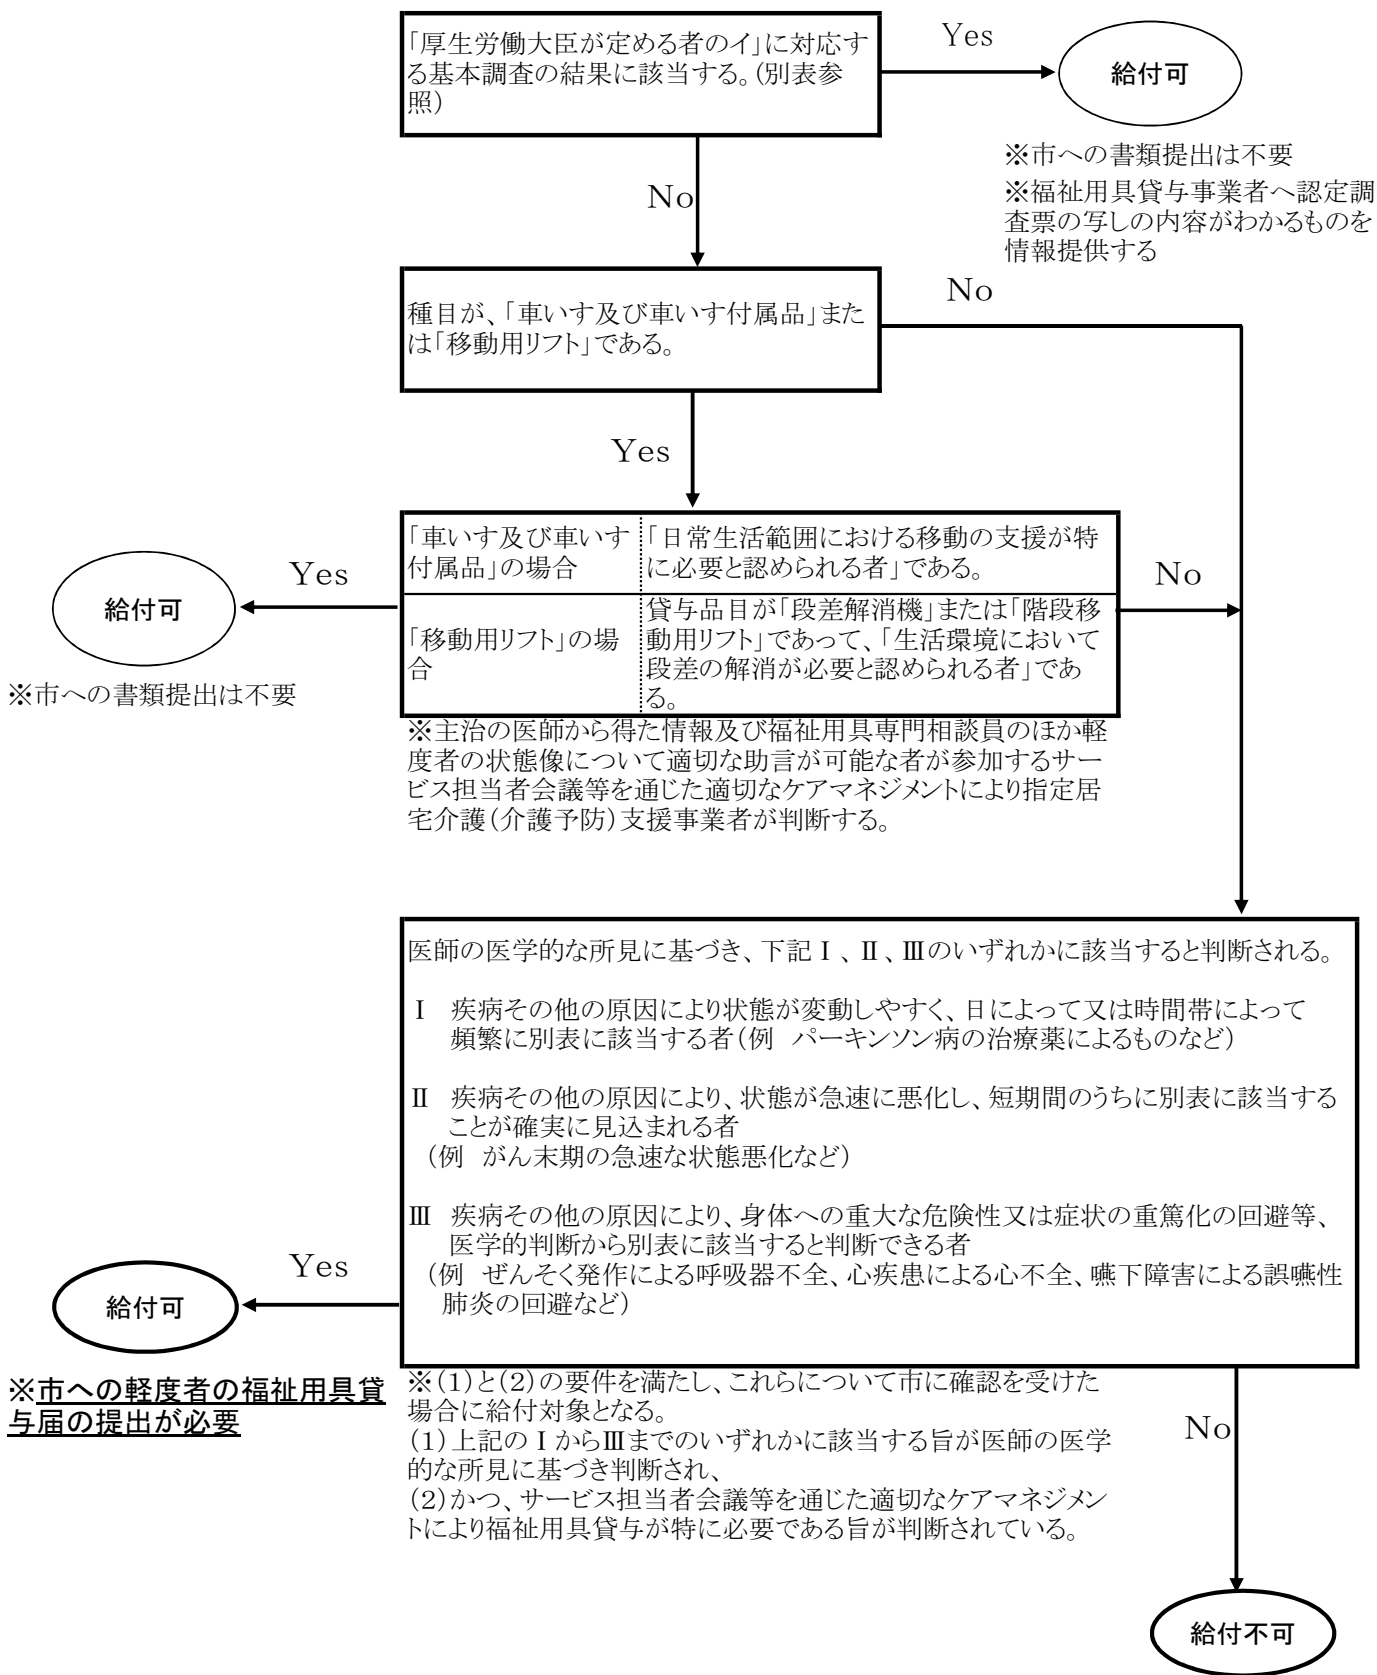 「厚生労働大臣が定める者のイ」に対応す
る基本調査の結果に該当する。(別表参
照)
Yes
給付可
※市への書類提出は不要
※福祉用具貸与事業者へ認定調
査票の写しの内容がわかるものを
情報提供する
No
種目が、「車いす及び車いす付属品」また
は「移動用リフト」である。
No
Yes
「車いす及び車いす
付属品」の場合
「日常生活範囲における移動の支援が特
に必要と認められる者」である。
「移動用リフト」の場
合
貸与品目が「段差解消機」または「階段移
動用リフト」であって、「生活環境において
段差の解消が必要と認められる者」であ
る。
Yes
給付可
※市への書類提出は不要
No
※主治の医師から得た情報及び福祉用具専門相談員のほか軽
度者の状態像について適切な助言が可能な者が参加するサー
ビス担当者会議等を通じた適切なケアマネジメントにより指定居
宅介護(介護予防)支援事業者が判断する。
医師の医学的な所見に基づき、下記Ⅰ、Ⅱ、Ⅲのいずれかに該当すると判断される。
Ⅰ 疾病その他の原因により状態が変動しやすく、日によって又は時間帯によって
頻繁に別表に該当する者(例 パーキンソン病の治療薬によるものなど)
Ⅱ 疾病その他の原因により、状態が急速に悪化し、短期間のうちに別表に該当する
ことが確実に見込まれる者
(例 がん末期の急速な状態悪化など)
Ⅲ 疾病その他の原因により、身体への重大な危険性又は症状の重篤化の回避等、
医学的判断から別表に該当すると判断できる者
(例 ぜんそく発作による呼吸器不全、心疾患による心不全、嚥下障害による誤嚥性
肺炎の回避など)
Yes
給付可
※市への軽度者の福祉用具貸
与届の提出が必要
※(1)と(2)の要件を満たし、これらについて市に確認を受けた
場合に給付対象となる。
(1)上記のⅠからⅢまでのいずれかに該当する旨が医師の医学
的な所見に基づき判断され、
(2)かつ、サービス担当者会議等を通じた適切なケアマネジメン
トにより福祉用具貸与が特に必要である旨が判断されている。
No
給付不可